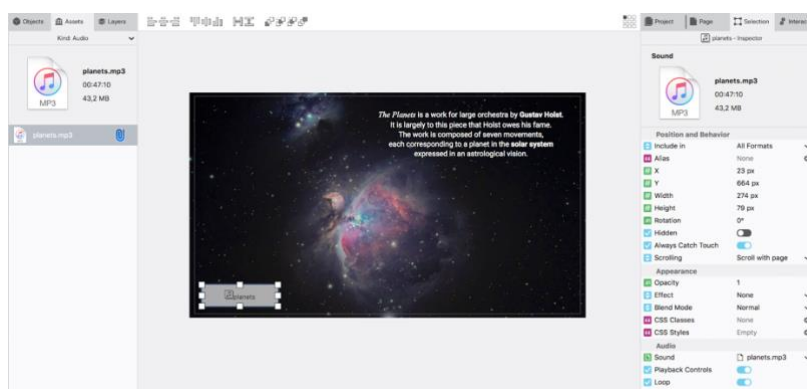 Objects
Assets
Layers
Kind: Audio
planets.mp3
00:47:10
43,2 MB
MP3
planets.mp3
The Planets is a work for large orchestra by Gustav Holst.
It is largely to this piece that Holst owes his fame.
The work is composed of seven movements,
each corresponding to a planet in the solar system
expressed in an astrological vision.
planets
Project
Page
Selection
Interac
planets - Inspector
Sound
planets.mp3
00:47:10
43,2 MB
MP3
Position and Behavior
Include in All Formats
Alias None
X 23 px
Y 664 px
Width 274 px
Height 79 px
Rotation 0°
Hidden
Always Catch Touch
Scrolling Scroll with page
Appearance
Opacity 1
Effect None
Blend Mode Normal
CSS Classes None
CSS Styles Empty
Audio
Sound planets.mp3
Playback Controls
Loop